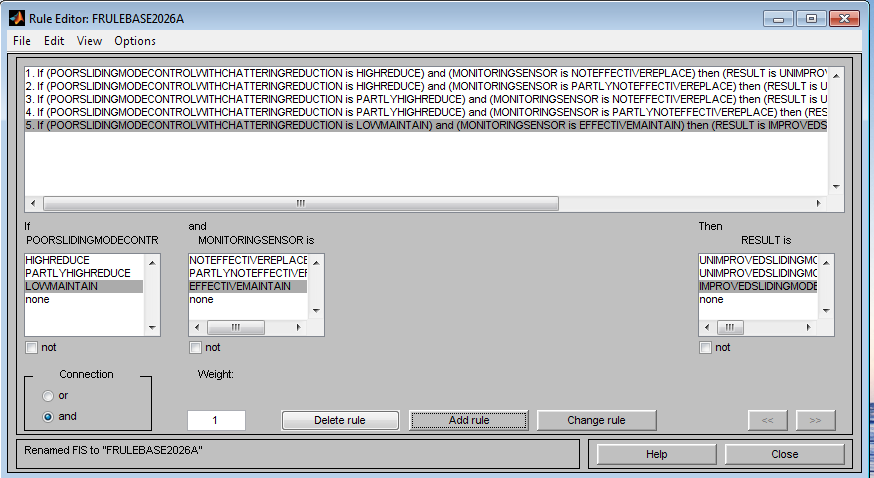 Rule Editor: FRULEBASE2026A
File Edit View Options
1. If (POORSLIDINGMODECONTROLWITHCHATTERINGREDUCTION is HIGHREDUCE) and (MONITORINGSENSOR is NOTEFFECTIVEREPLACE) then (RESULT is UNIMPROV
2. If (POORSLIDINGMODECONTROLWITHCHATTERINGREDUCTION is HIGHREDUCE) and (MONITORINGSENSOR is PARTLYNOTEFFECTIVEREPLACE) then (RESULT is U
3. If (POORSLIDINGMODECONTROLWITHCHATTERINGREDUCTION is PARTLYHIGHREDUCE) and (MONITORINGSENSOR is NOTEFFECTIVEREPLACE) then (RESULT is U
4. If (POORSLIDINGMODECONTROLWITHCHATTERINGREDUCTION is PARTLYHIGHREDUCE) and (MONITORINGSENSOR is PARTLYNOTEFFECTIVEREPLACE) then (RES
5. If (POORSLIDINGMODECONTROLWITHCHATTERINGREDUCTION is LOWMAINTAIN) and (MONITORINGSENSOR is EFFECTIVEMAINTAIN) then (RESULT is IMPROVEDS
If and Then
POORSLIDINGMODECONTR MONITORINGSENSOR is RESULT is
HIGHREDUCE NOTEFFECTIVEREPLACE UNIMPROVEDSLIDINGMO
PARTLYHIGHREDUCE PARTLYNOTEFFECTIVEF UNIMPROVEDSLIDINGMO
LOWMAINTAIN EFFECTIVEMAINTAIN IMPROVEDSLIDINGMODE
none none none
not not not
Connection Weight:
or
and 1 Delete rule Add rule Change rule << >>
Renamed FIS to "FRULEBASE2026A" Help Close